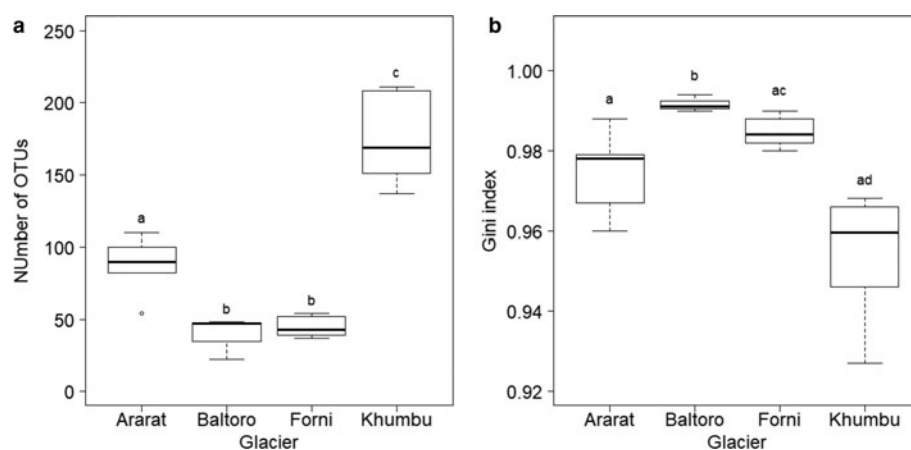 a
NUmber of OTUs
250
200
150
100
50
0
a
b
b
c
Ararat Baltoro Forni Khumbu
Glacier
b
Gini index
1.00
0.98
0.96
0.94
0.92
a
b
ac
ad
Ararat Baltoro Forni Khumbu
Glacier